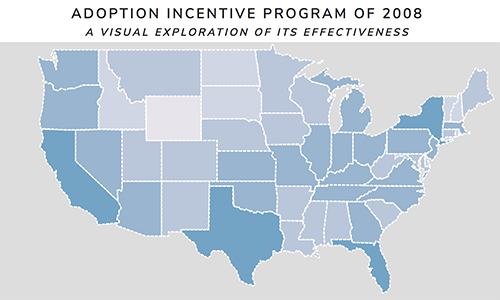 ADOPTION INCENTIVE PROGRAM OF 2008
A VISUAL EXPLORATION OF ITS EFFECTIVENESS